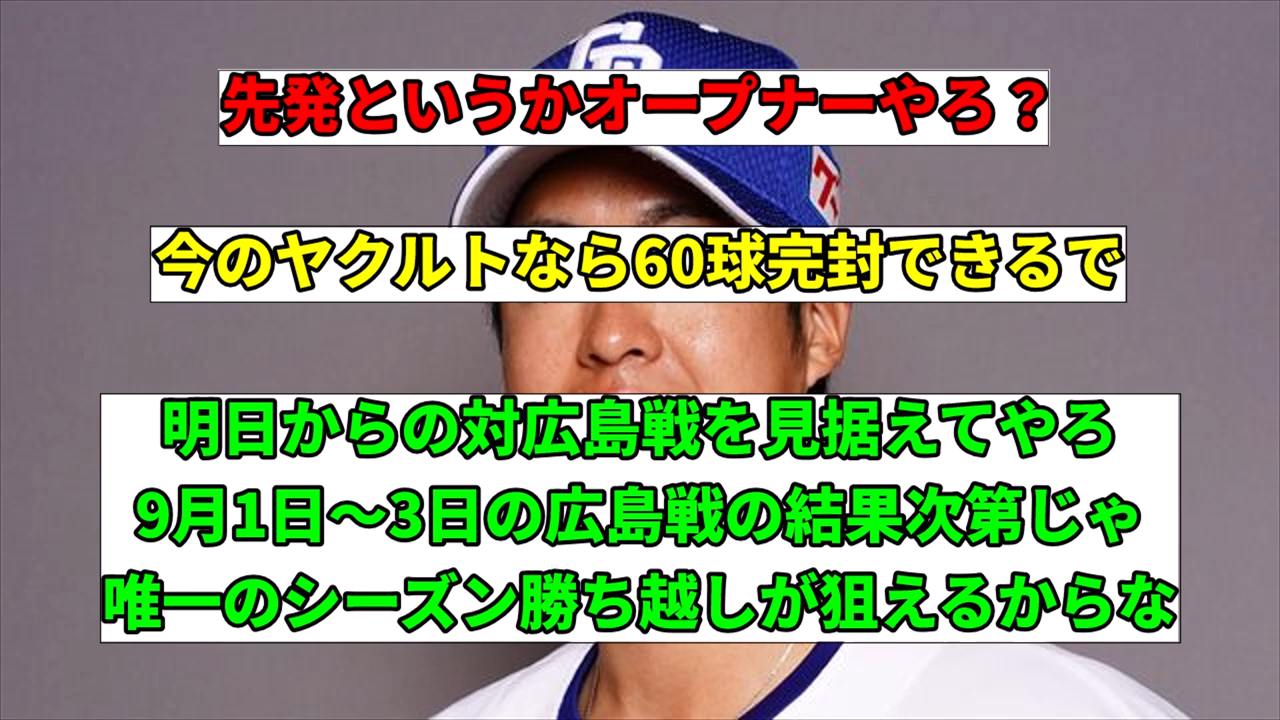 先発というかオープナーやろ？
今のヤクルトなら60球完封できるで
明日からの対広島戦を見据えてやろ
9月1日～3日の広島戦の結果次第じゃ
唯一のシーズン勝ち越しが狙えるからな